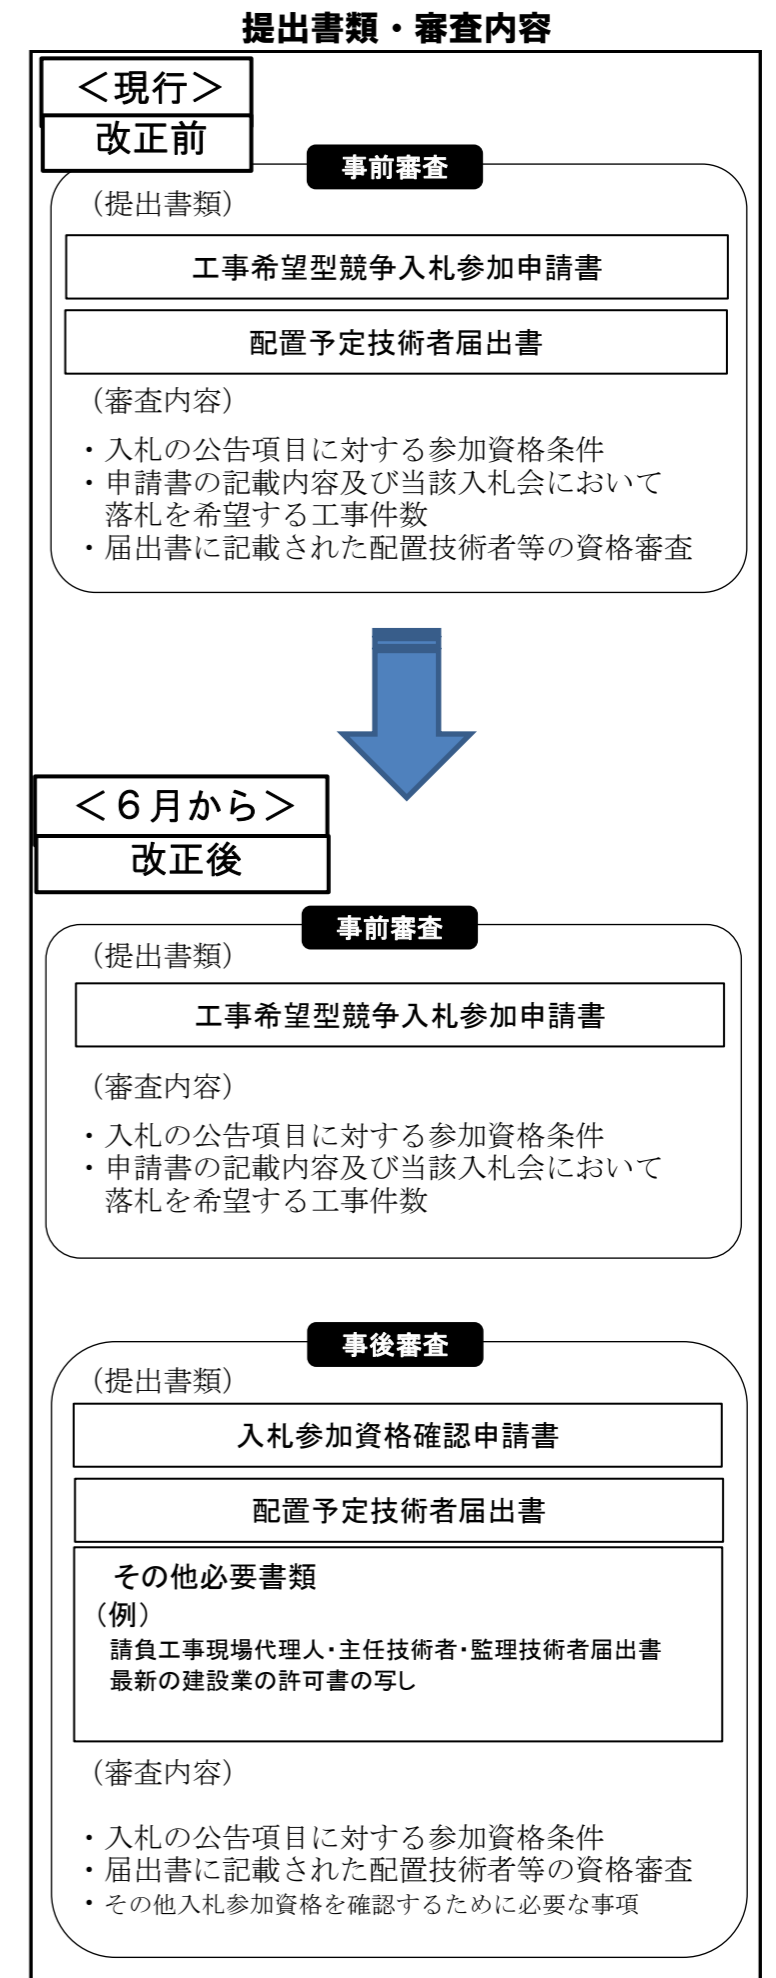 提出書類・審査内容
＜現行＞
改正前
事前審査
（提出書類）
工事希望型競争入札参加申請書
配置予定技術者届出書
（審査内容）
・入札の公告項目に対する参加資格条件
・申請書の記載内容及び当該入札会において
落札を希望する工事件数
・届出書に記載された配置技術者等の資格審査
＜６月から＞
改正後
事前審査
（提出書類）
工事希望型競争入札参加申請書
（審査内容）
・入札の公告項目に対する参加資格条件
・申請書の記載内容及び当該入札会において
落札を希望する工事件数
事後審査
（提出書類）
入札参加資格確認申請書
配置予定技術者届出書
その他必要書類
（例）
請負工事現場代理人・主任技術者・監理技術者届出書
最新の建設業の許可書の写し
（審査内容）
・入札の公告項目に対する参加資格条件
・届出書に記載された配置技術者等の資格審査
・その他入札参加資格を確認するために必要な事項